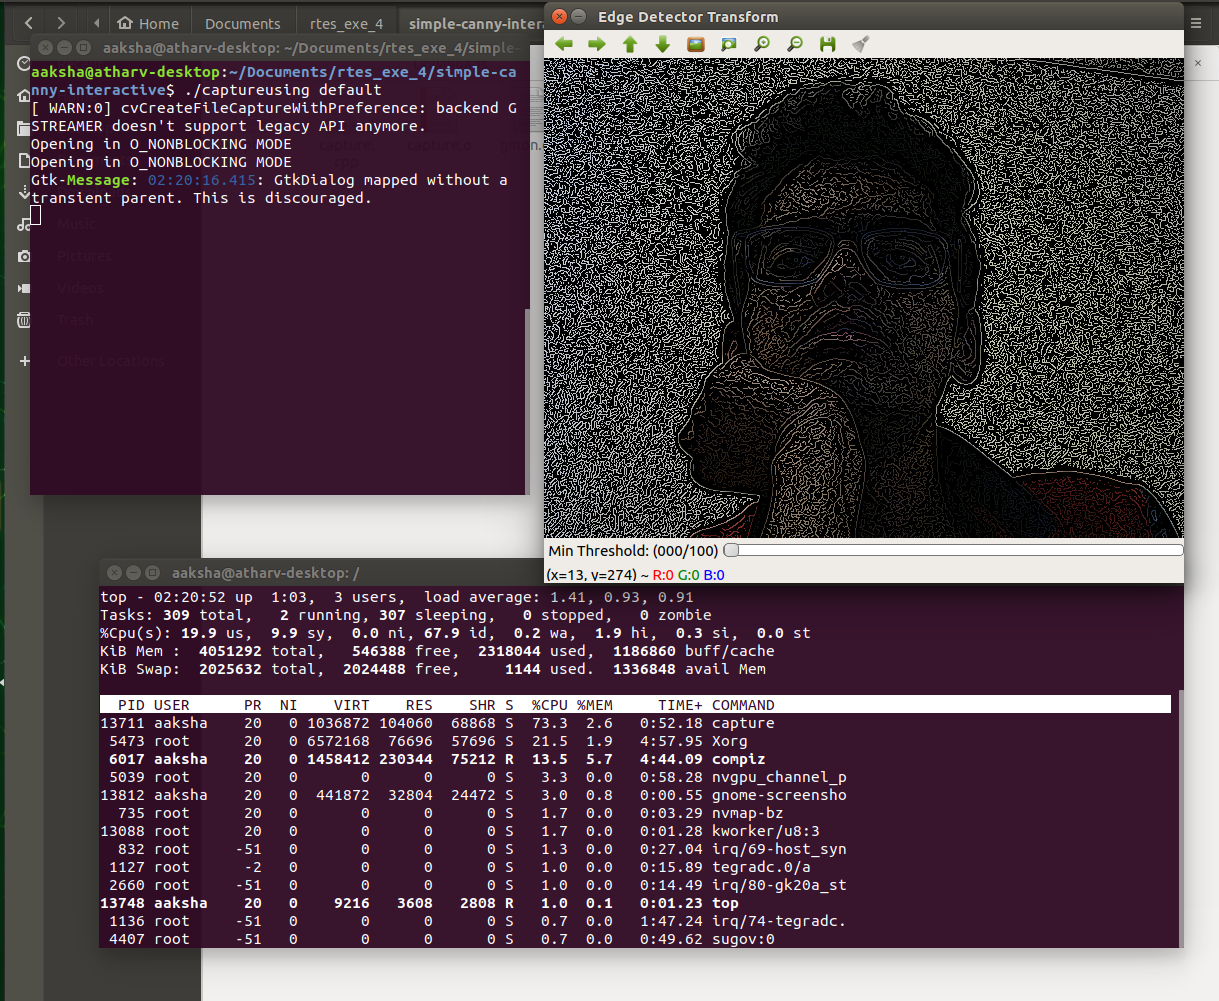 Home
Documents
rtes_exe_4
simple-canny-inter
aaksha@atharv-desktop: ~/Documents/rtes_exe_4/simple-
aaksha@atharv-desktop:~/Documents/rtes_exe_4/simple-ca
nny-interactive$ ./captureusing default
[ WARN:0] cvCreateFileCaptureWithPreference: backend G
STREAMER doesn't support legacy API anymore.
Opening in O_NONBLOCKING MODE
Opening in O_NONBLOCKING MODE
Gtk-Message: 02:20:16.415: GtkDialog mapped without a
transient parent. This is discouraged.
Music
Pictures
Videos
Trash
Other Locations
Edge Detector Transform
Min Threshold: (000/100)
(x=13, y=274) ~ R:0 G:0 B:0
aaksha@atharv-desktop: /
top - 02:20:52 up  1:03,  3 users,  load average: 1.41, 0.93, 0.91
Tasks: 309 total,   2 running, 307 sleeping,   0 stopped,   0 zombie
%Cpu(s): 19.9 us,  9.9 sy,  0.0 ni, 67.9 id,  0.2 wa,  1.9 hi,  0.3 si,  0.0 st
KiB Mem :  4051292 total,   546388 free,  2318044 used,  1186860 buff/cache
KiB Swap:  2025632 total,  2024488 free,     1144 used.  1336848 avail Mem
PID USER PR NI VIRT RES SHR S %CPU %MEM TIME+ COMMAND
13711 aaksha 20 0 1036872 104060 68868 S 73.3 2.6 0:52.18 capture
5473 root 20 0 6572168 76696 57696 S 21.5 1.9 4:57.95 Xorg
6017 aaksha 20 0 1458412 230344 75212 R 13.5 5.7 4:44.09 compiz
5039 root 20 0 0 0 0 S 3.3 0.0 0:58.28 nvgpu_channel_p
13812 aaksha 20 0 441872 32804 24472 S 3.0 0.8 0:00.55 gnome-screensho
735 root 20 0 0 0 0 S 1.7 0.0 0:03.29 nvmap-bz
13088 root 20 0 0 0 0 S 1.7 0.0 0:01.28 kworker/u8:3
832 root -51 0 0 0 0 S 1.3 0.0 0:27.04 irq/69-host_syn
1127 root -2 0 0 0 0 S 1.0 0.0 0:15.89 tegradc.0/a
2660 root -51 0 0 0 0 S 1.0 0.0 0:14.49 irq/80-gk20a_st
13748 aaksha 20 0 9216 3608 2808 R 1.0 0.1 0:01.23 top
1136 root -51 0 0 0 0 S 0.7 0.0 1:47.24 irq/74-tegradc.
4407 root -51 0 0 0 0 S 0.7 0.0 0:49.62 sugov:0